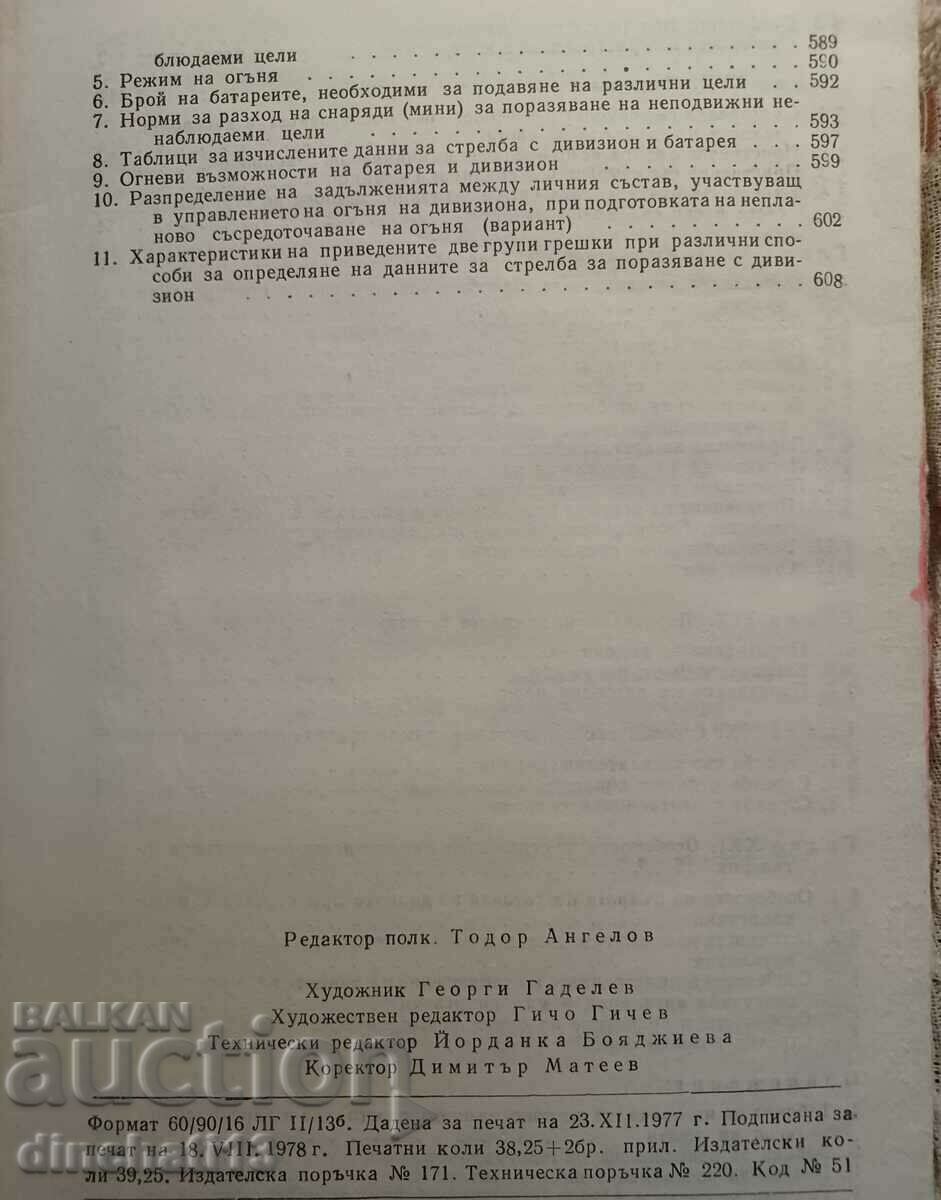 блюдаеми цели . . . . . . . . . . . . . . . . . 589
5. Режим на огъня . . . . . . . . . . . . . . . . . 590
6. Брой на батареите, необходими за подаване на различни цели . . 592
7. Норми за разход на снаряди (мини) за поразяване на неподвижни не-
наблюдаеми цели . . . . . . . . . . . . . . . . 593
8. Таблици за изчислените данни за стрелба с дивизион и батарея . . . 597
9. Огневи възможности на батарея и дивизион . . . . . . . . . 599
10. Разпределение на задълженията между личния състав, участвуващ
в управлението на огъня на дивизиона, при подготовката на непла-
ново съсредоточаване на огъня (вариант) . . . . . . . . . . 602
11. Характеристики на приведените две групи грешки при различни спо-
соби за определяне на данните за стрелба за поразяване с диви-
зион . . . . . . . . . . . . . . . . . . . . . . . 608
Редактор полк. Тодор Ангелов
Художник Георги Гаделев
Художествен редактор Гичо Гичев
Технически редактор Йорданка Бояджиева
Коректор Димитър Матеев
BALKAN
auction
Формат 60/90/16 ЛГ II/13б. Дадена за печат на 23.XII.1977 г. Подписана за
печат на 18.VIII.1978 г. Печатни коли 38,25+2бр. прил. Издателски ко-
ли 39,25. Издателска поръчка № 171. Техническа поръчка № 220. Код № 51